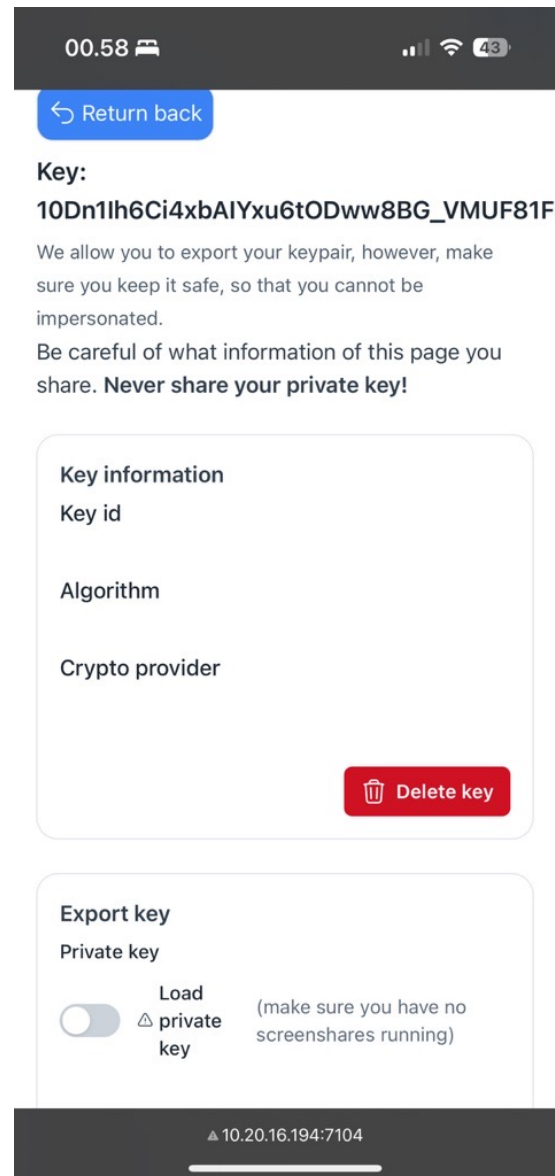 00.58
43
Return back
Key:
10Dn1Ih6Ci4xbAIYxu6tODww8BG_VMUF81F
We allow you to export your keypair, however, make
sure you keep it safe, so that you cannot be
impersonated.
Be careful of what information of this page you
share. Never share your private key!
Key information
Key id
Algorithm
Crypto provider
Delete key
Export key
Private key
Load
private
key
(make sure you have no
screenshares running)
10.20.16.194:7104